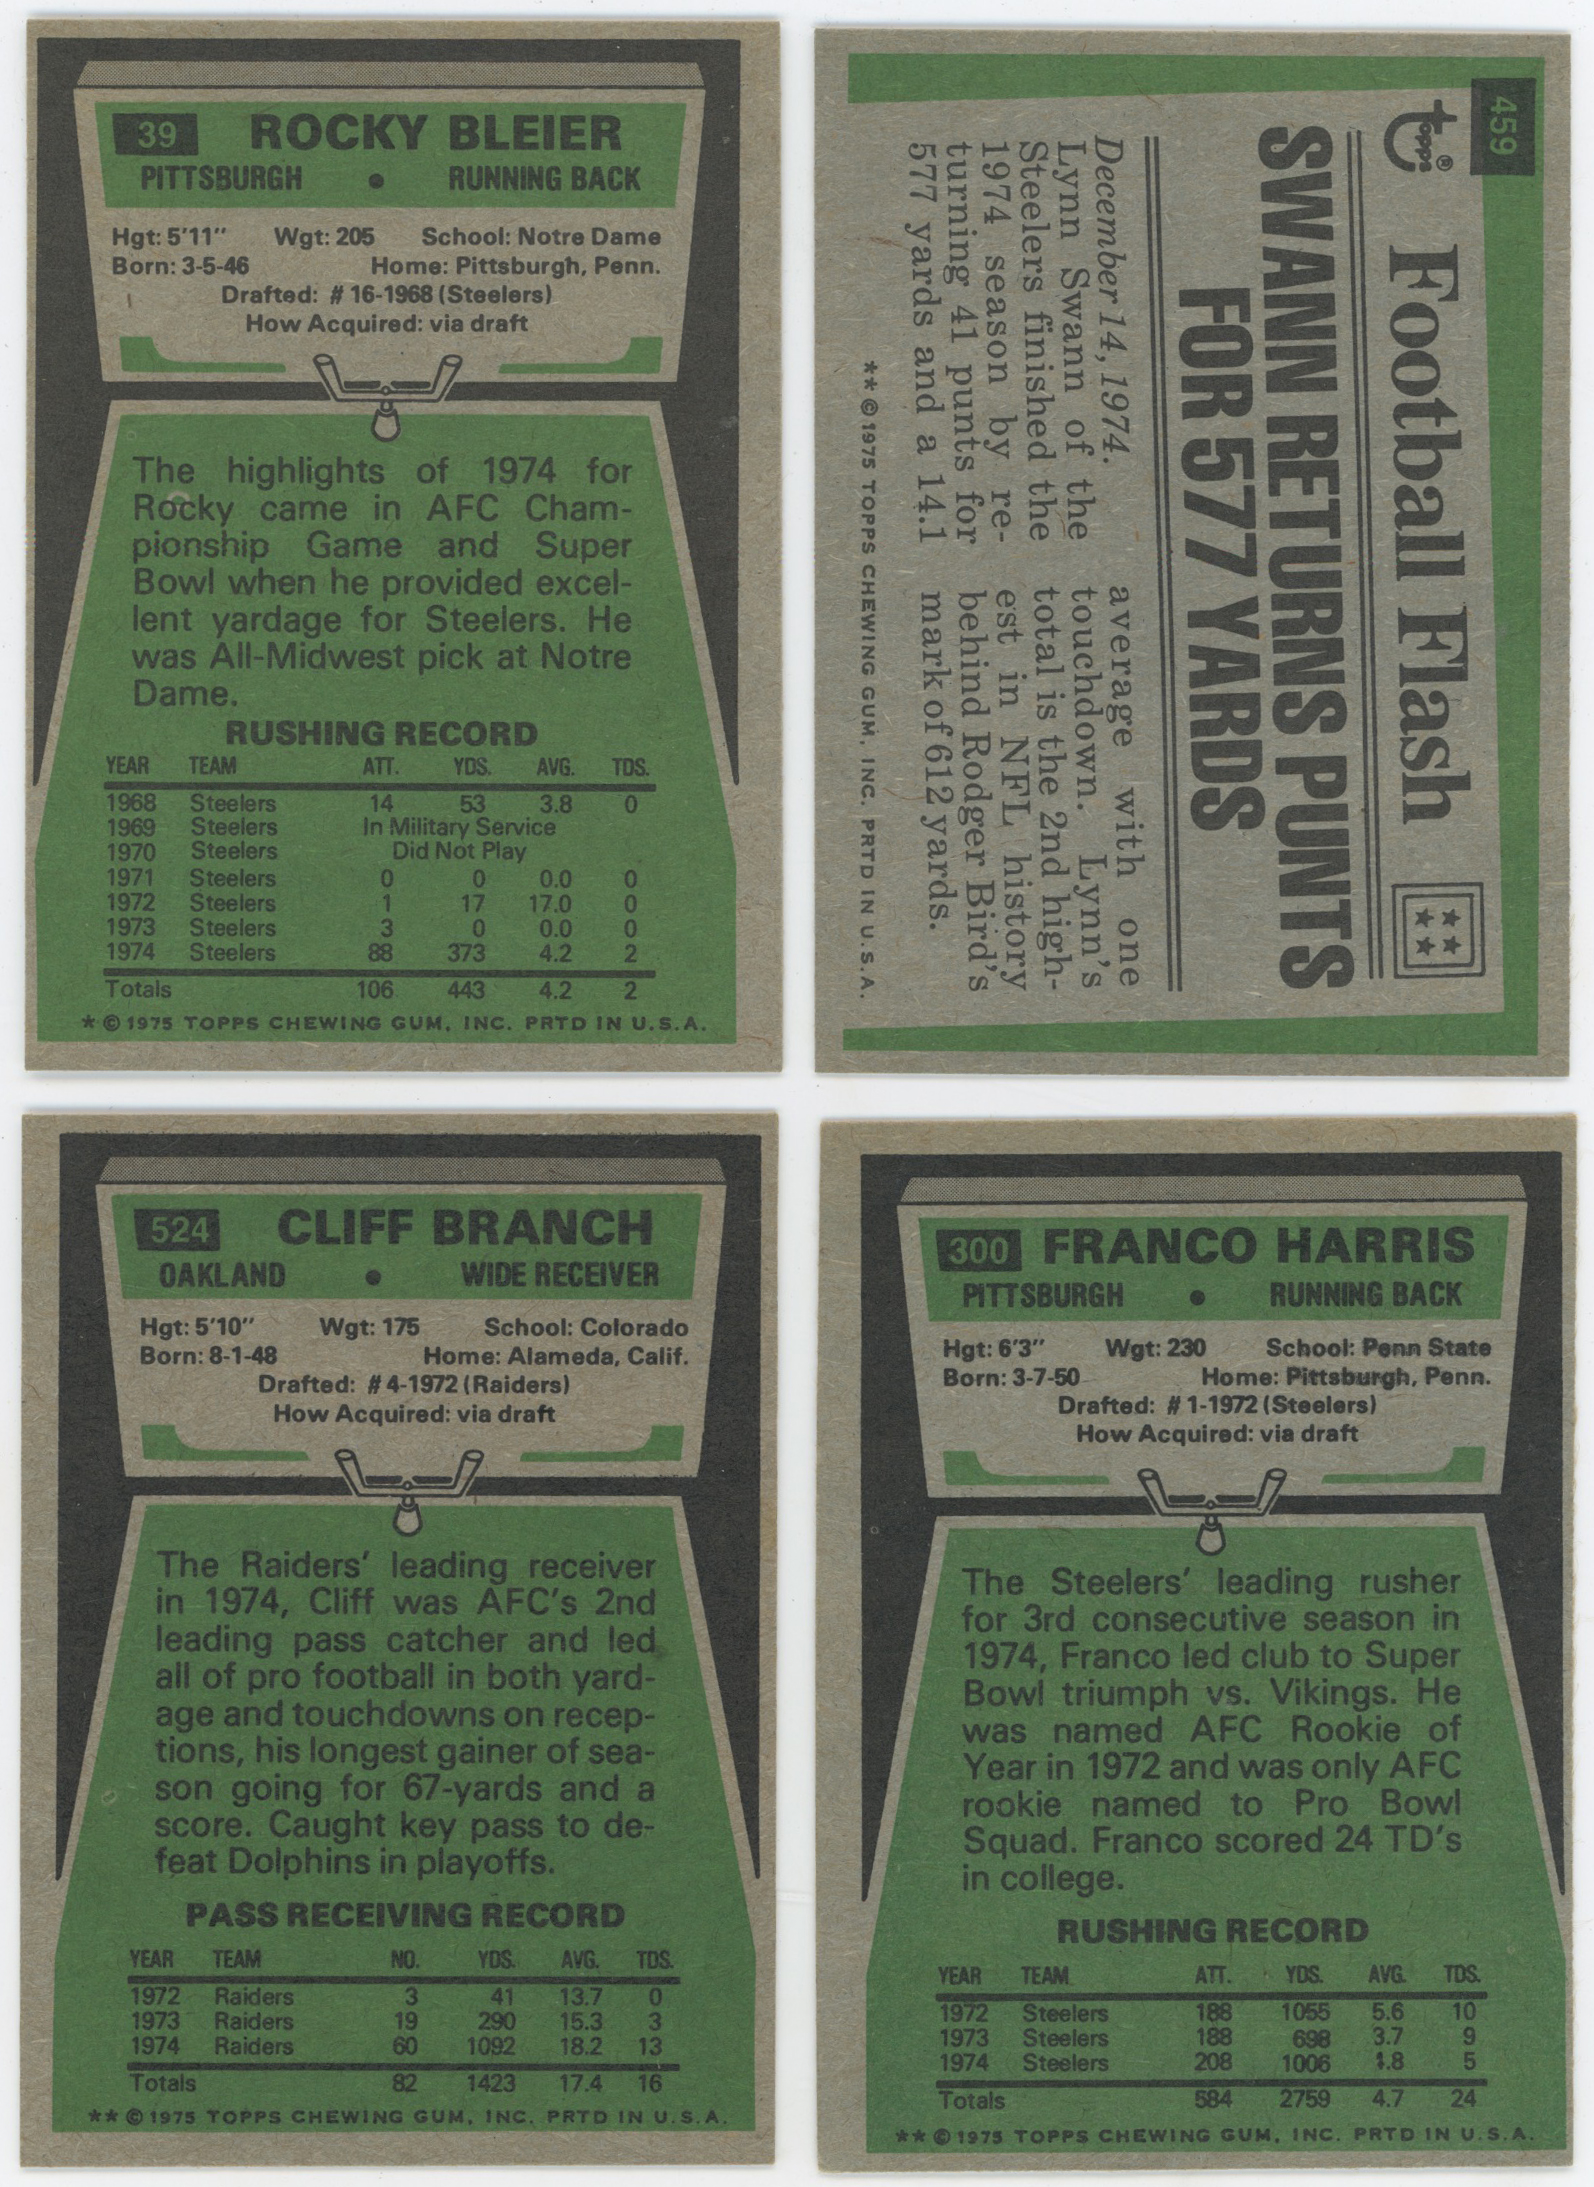 39 ROCKY BLEIER
PITTSBURGH • RUNNING BACK
Hgt: 5'11" Wgt: 205 School: Notre Dame
Born: 3-5-46 Home: Pittsburgh, Penn.
Drafted: #16-1968 (Steelers)
How Acquired: via draft
The highlights of 1974 for
Rocky came in AFC Cham-
pionship Game and Super
Bowl when he provided excel-
lent yardage for Steelers. He
was All-Midwest pick at Notre
Dame.
RUSHING RECORD
YEAR TEAM ATT. YDS. AVG. TDS.
1968 Steelers 14 53 3.8 0
1969 Steelers In Military Service
1970 Steelers Did Not Play
1971 Steelers 0 0 0.0 0
1972 Steelers 1 17 17.0 0
1973 Steelers 3 0 0.0 0
1974 Steelers 88 373 4.2 2
Totals 106 443 4.2 2
* © 1975 TOPPS CHEWING GUM, INC. PRTD IN U.S.A.
459
Topps® Football Flash
SWANN RETURNS PUNTS
FOR 577 YARDS
December 14, 1974.
Lynn Swann of the
Steelers finished the
1974 season by re-
turning 41 punts for
577 yards and a 14.1
average with one
touchdown. Lynn's
total is the 2nd high-
est in NFL history
behind Rodger Bird's
mark of 612 yards.
** © 1975 TOPPS CHEWING GUM, INC. PRTD IN U.S.A.
524 CLIFF BRANCH
OAKLAND • WIDE RECEIVER
Hgt: 5'10" Wgt: 175 School: Colorado
Born: 8-1-48 Home: Alameda, Calif.
Drafted: #4-1972 (Raiders)
How Acquired: via draft
The Raiders' leading receiver
in 1974, Cliff was AFC's 2nd
leading pass catcher and led
all of pro football in both yard-
age and touchdowns on recep-
tions, his longest gainer of sea-
son going for 67-yards and a
score. Caught key pass to de-
feat Dolphins in playoffs.
PASS RECEIVING RECORD
YEAR TEAM NO. YDS. AVG. TDS.
1972 Raiders 3 41 13.7 0
1973 Raiders 19 290 15.3 3
1974 Raiders 60 1092 18.2 13
Totals 82 1423 17.4 16
** © 1975 TOPPS CHEWING GUM, INC. PRTD IN U.S.A.
300 FRANCO HARRIS
PITTSBURGH • RUNNING BACK
Hgt: 6'3" Wgt: 230 School: Penn State
Born: 3-7-50 Home: Pittsburgh, Penn.
Drafted: #1-1972 (Steelers)
How Acquired: via draft
The Steelers' leading rusher
for 3rd consecutive season in
1974, Franco led club to Super
Bowl triumph vs. Vikings. He
was named AFC Rookie of
Year in 1972 and was only AFC
rookie named to Pro Bowl
Squad. Franco scored 24 TD's
in college.
RUSHING RECORD
YEAR TEAM ATT. YDS. AVG. TDS.
1972 Steelers 188 1055 5.6 10
1973 Steelers 188 698 3.7 9
1974 Steelers 208 1006 4.8 5
Totals 584 2759 4.7 24
** © 1975 TOPPS CHEWING GUM, INC. PRTD IN U.S.A.